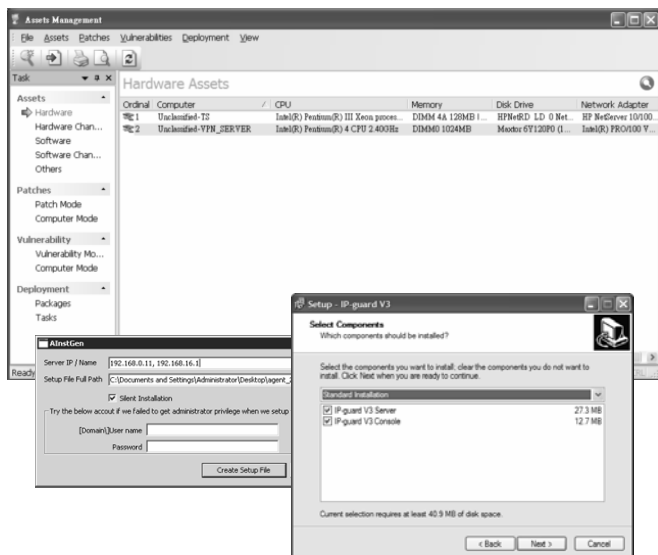 Assets Management
File Assets Patches Vulnerabilities Deployment View
Task
Assets
Hardware
Hardware Chan...
Software
Software Chan...
Others
Patches
Patch Mode
Computer Mode
Vulnerability
Vulnerability Mo...
Computer Mode
Deployment
Packages
Tasks
Ready
Hardware Assets
Ordinal Computer CPU Memory Disk Drive Network Adapter
1 Unclassified-TS Intel(R) Pentium(R) III Xeon proces... DIMM 4A 128MB HPNetRD LD 0 Net... HP NetServer 10/100...
2 Unclassified-VPN_SERVER Intel(R) Pentium(R) 4 CPU 2.40GHz DIMM0 1024MB Maxtor 6Y120P0 (1... Intel(R) PRO/100 V...
AInstGen
Server IP / Name 192.168.0.11, 192.168.16.1
Setup File Full Path C:\Documents and Settings\Administrator\Desktop\agent_
Silent Installation
Try the below accout if we failed to get administrator privilege when we setup
[Domain\]User name
Password
Create Setup File
Setup - IP-guard V3
Select Components
Which components should be installed?
Select the components you want to install; clear the components you do not want to
install. Click Next when you are ready to continue.
Standard Installation
IP-guard V3 Server 27.3 MB
IP-guard V3 Console 12.7 MB
Current selection requires at least 40.9 MB of disk space.
< Back Next > Cancel